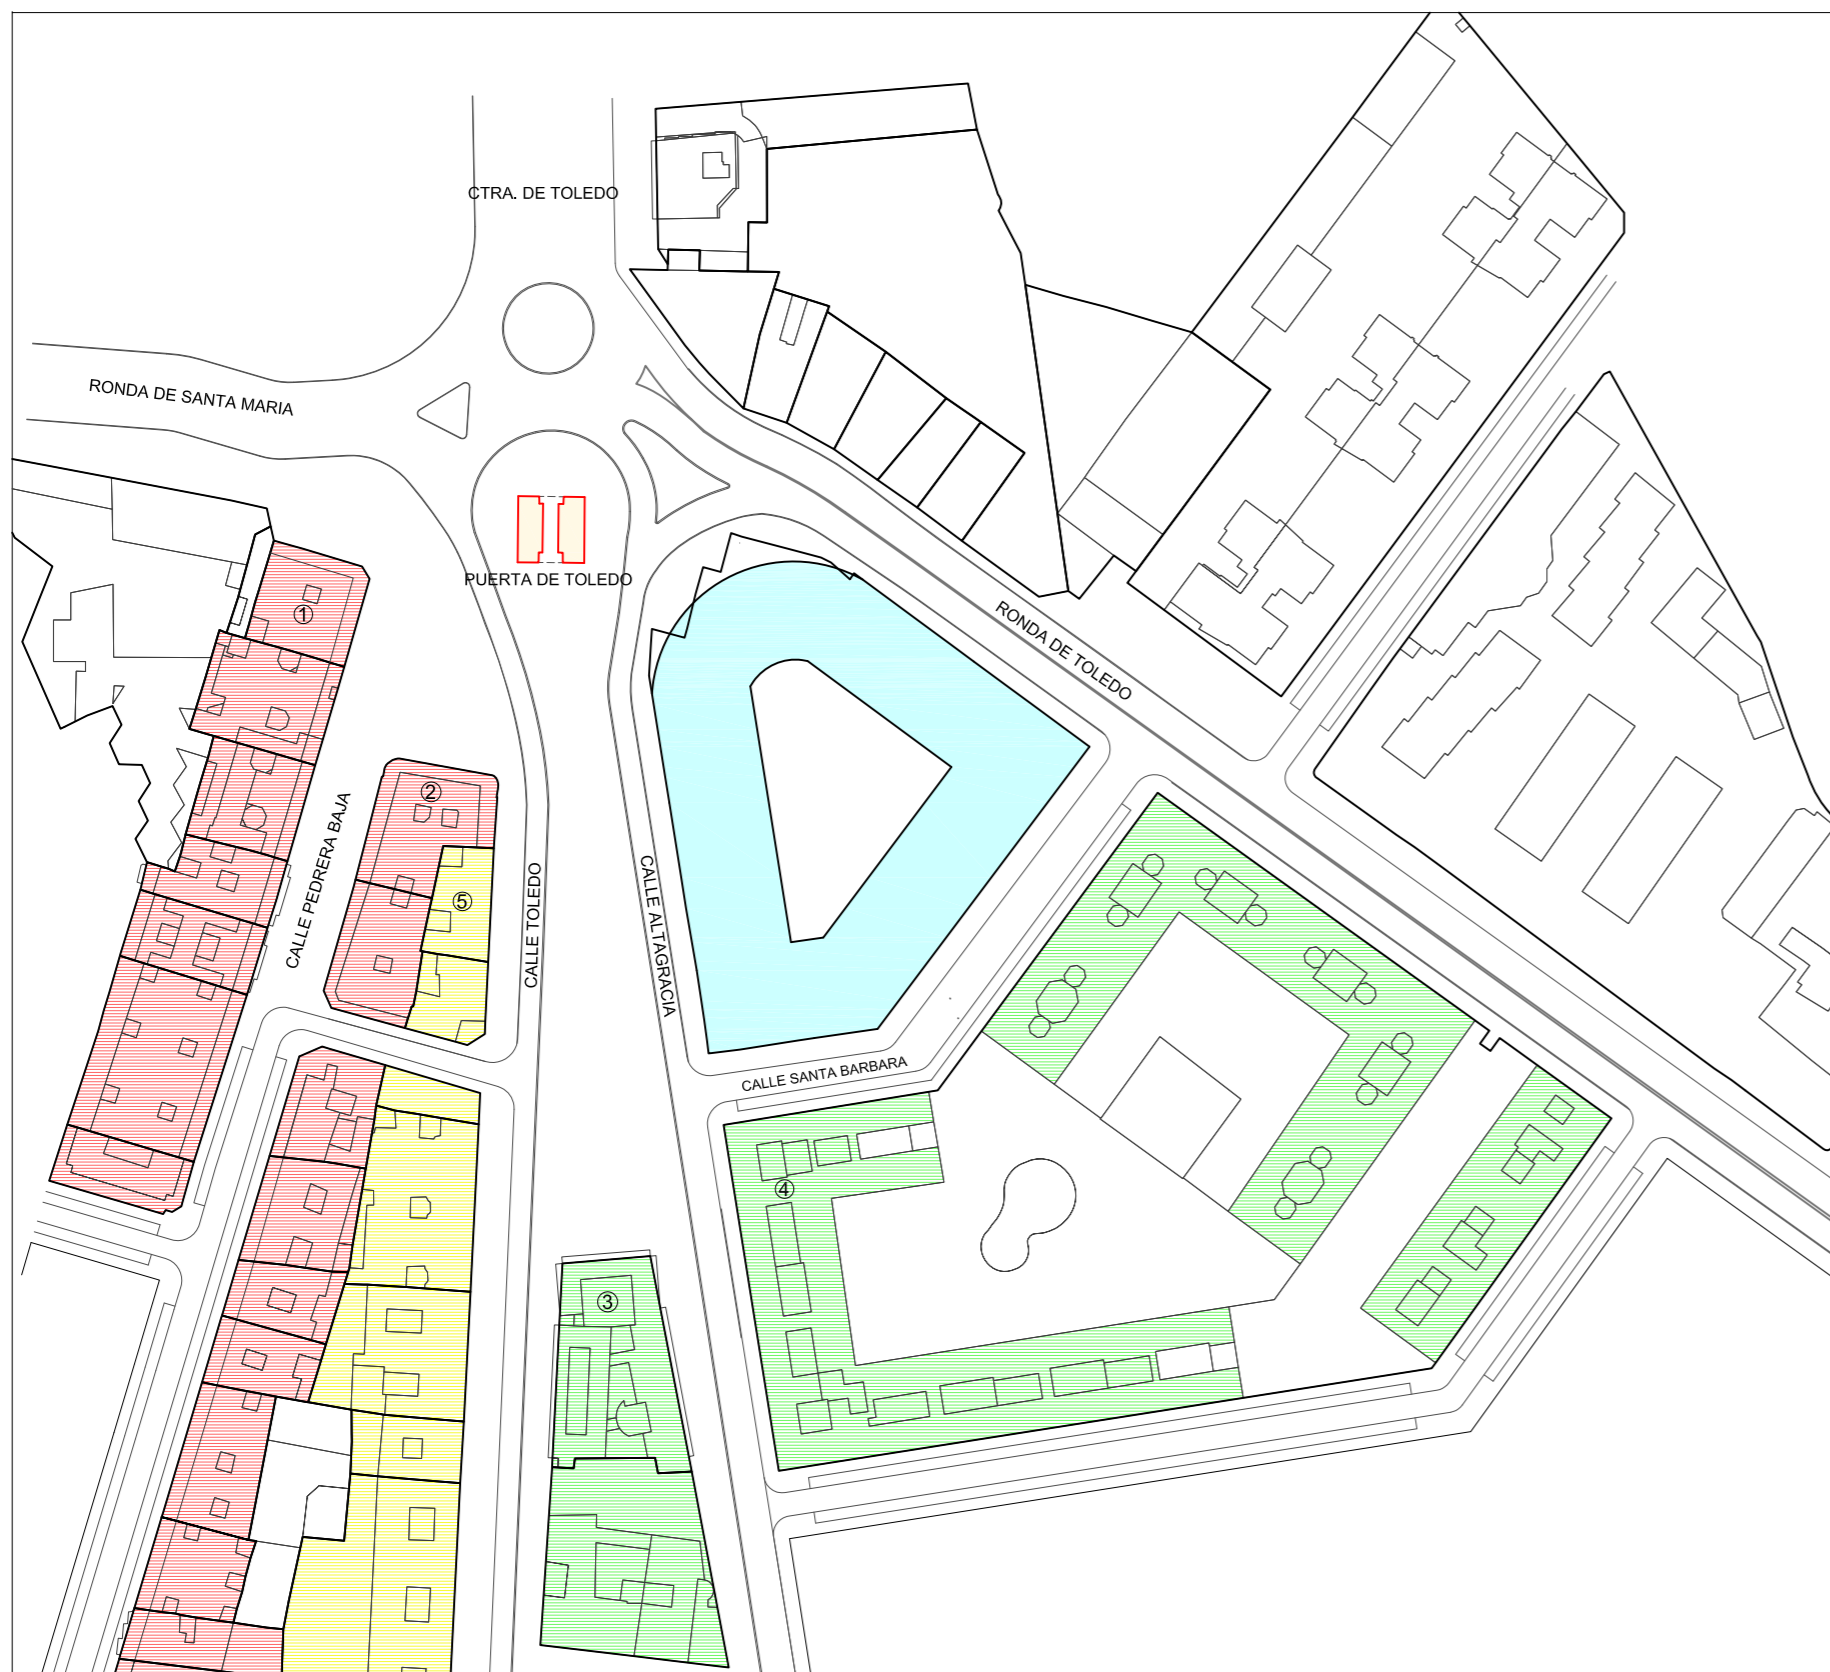 CTRA. DE TOLEDO
RONDA DE SANTA MARIA
PUERTA DE TOLEDO
①
RONDA DE TOLEDO
②
CALLE PEDRERA BAJA
⑤
CALLE TOLEDO
CALLE ALTAGRACIA
CALLE SANTA BARBARA
④
③